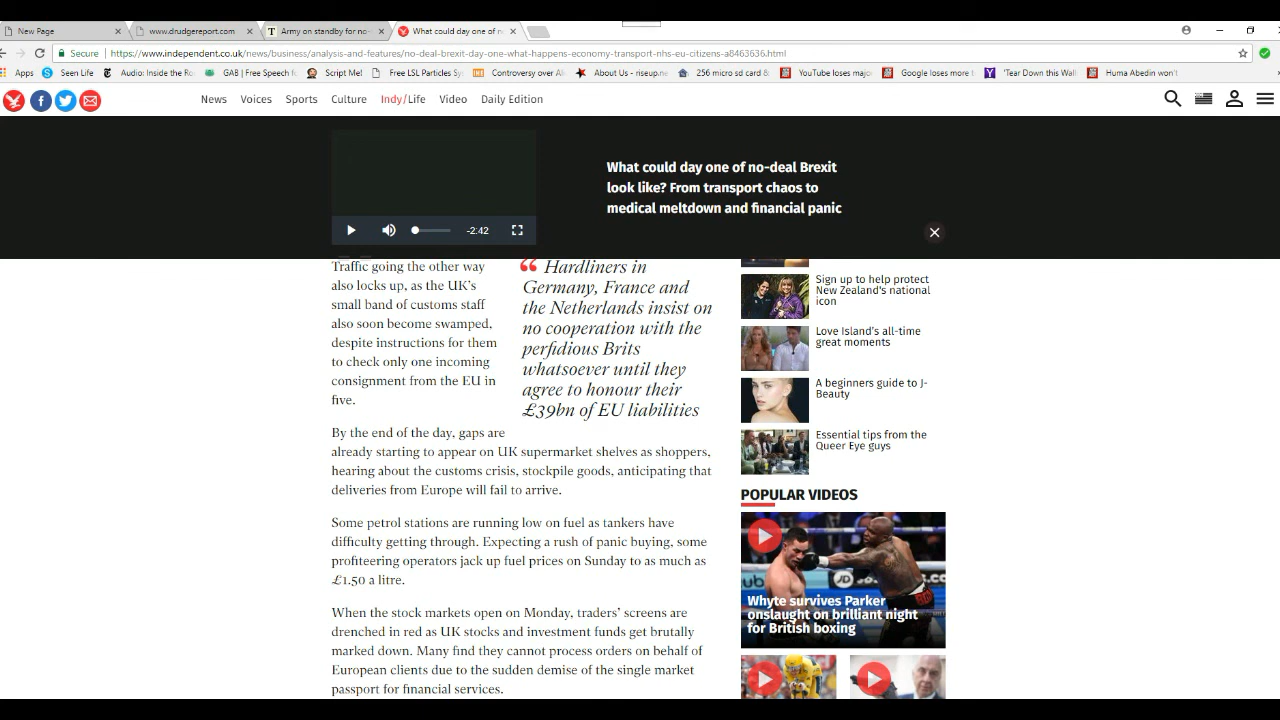 New Page
www.drudgereport.com
Army on standby for no-
What could day one of n
Secure
https://www.independent.co.uk/news/business/analysis-and-features/no-deal-brexit-day-one-what-happens-economy-transport-nhs-eu-citizens-a8463636.html
Apps
Seen Life
Audio: Inside the Ro
GAB | Free Speech f
Script Me!
Free LSL Particles Sy
Controversy over A
About Us - riseup.ne
256 micro sd card 8
YouTube loses majo
Google loses more
'Tear Down this Wall
Huma Abedin won't
News
Voices
Sports
Culture
Indy/Life
Video
Daily Edition
What could day one of no-deal Brexit
look like? From transport chaos to
medical meltdown and financial panic
-2:42
Traffic going the other way
also locks up, as the UK's
small band of customs staff
also soon become swamped,
despite instructions for them
to check only one incoming
consignment from the EU in
five.
“ Hardliners in
Germany, France and
the Netherlands insist on
no cooperation with the
perfidious Brits
whatsoever until they
agree to honour their
£39bn of EU liabilities
By the end of the day, gaps are
already starting to appear on UK supermarket shelves as shoppers,
hearing about the customs crisis, stockpile goods, anticipating that
deliveries from Europe will fail to arrive.
Some petrol stations are running low on fuel as tankers have
difficulty getting through. Expecting a rush of panic buying, some
profiteering operators jack up fuel prices on Sunday to as much as
£1.50 a litre.
When the stock markets open on Monday, traders' screens are
drenched in red as UK stocks and investment funds get brutally
marked down. Many find they cannot process orders on behalf of
European clients due to the sudden demise of the single market
passport for financial services.
Sign up to help protect
New Zealand's national
icon
Love Island's all-time
great moments
A beginners guide to J-
Beauty
Essential tips from the
Queer Eye guys
POPULAR VIDEOS
JD
Whyte survives Parker
onslaught on brilliant night
for British boxing